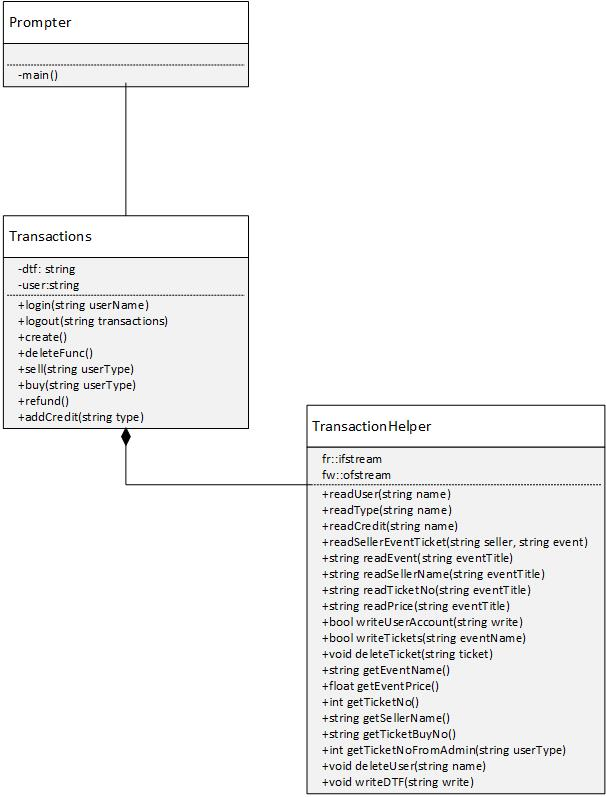 Prompter
-main()
Transactions
-dtf: string
-user:string
+login(string userName)
+logout(string transactions)
+create()
+deleteFunc()
+sell(string userType)
+buy(string userType)
+refund()
+addCredit(string type)
TransactionHelper
fr::ifstream
fw::ofstream
+readUser(string name)
+readType(string name)
+readCredit(string name)
+readSellerEventTicket(string seller, string event)
+string readEvent(string eventTitle)
+string readSellerName(string eventTitle)
+string readTicketNo(string eventTitle)
+string readPrice(string eventTitle)
+bool writeUserAccount(string write)
+bool writeTickets(string eventName)
+void deleteTicket(string ticket)
+string getEventName()
+float getEventPrice()
+int getTicketNo()
+string getSellerName()
+string getTicketBuyNo()
+int getTicketNoFromAdmin(string userType)
+void deleteUser(string name)
+void writeDTF(string write)